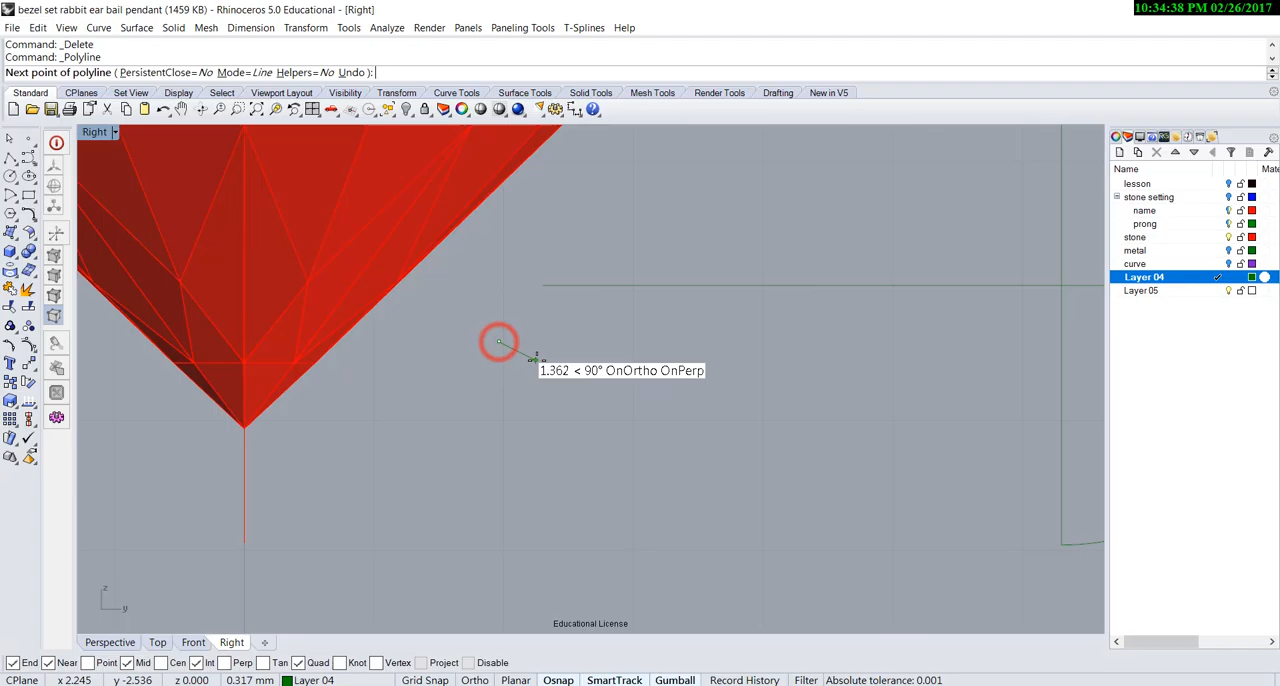 bezel set rabbit ear bail pendant (1459 KB) - Rhinoceros 5.0 Educational - [Right]
10:34:38 PM 02/26/2017
File Edit View Curve Surface Solid Mesh Dimension Transform Tools Analyze Render Panels Paneling Tools T-Splines Help
Command: _Delete
Command: _Polyline
Next point of polyline ( PersistentClose=No Mode=Line Helpers=No Undo ):
Standard CPlanes Set View Display Select Viewport Layout Visibility Transform Curve Tools Surface Tools Solid Tools Mesh Tools Render Tools Drafting New in V5
Right
Name Mate
lesson
stone setting
name
prong
stone
metal
curve
Layer 04
Layer 05
1.362 < 90° OnOrtho OnPerp
z
y
Educational License
Perspective Top Front Right
End Near Point Mid Cen Int Perp Tan Quad Knot Vertex Project Disable
CPlane x 2.245 y -2.536 z 0.000 0.317 mm Layer 04 Grid Snap Ortho Planar Osnap SmartTrack Gumball Record History Filter Absolute tolerance: 0.001